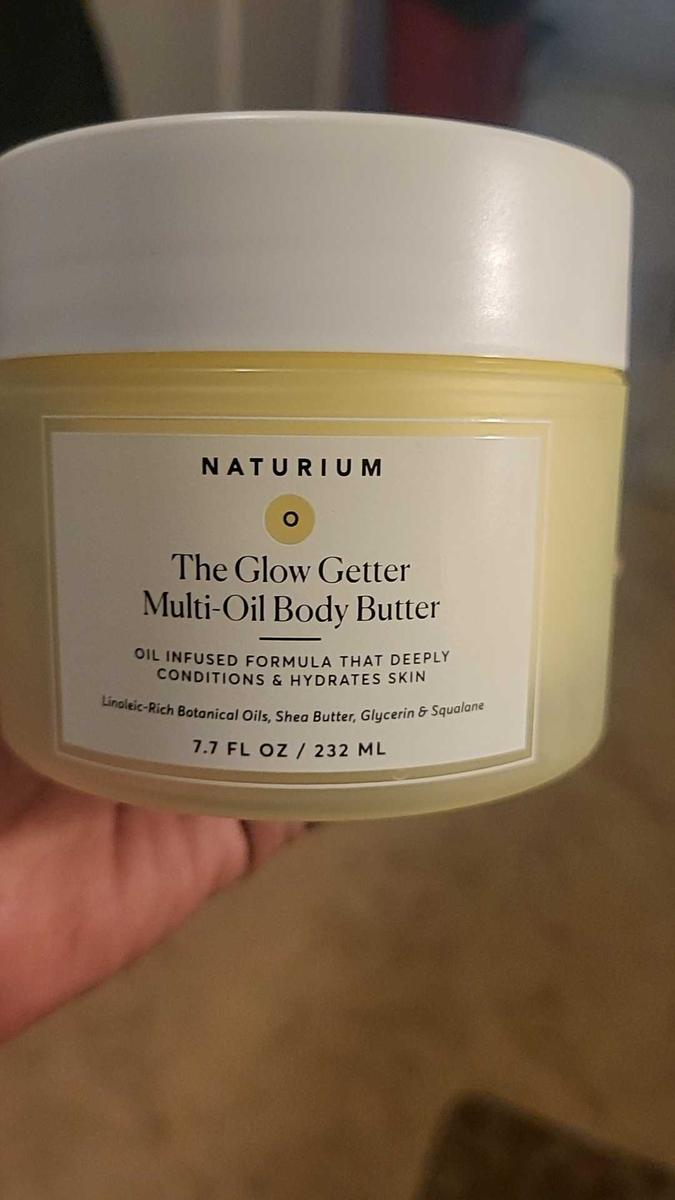 NATURIUM
O
The Glow Getter
Multi-Oil Body Butter
OIL INFUSED FORMULA THAT DEEPLY
CONDITIONS & HYDRATES SKIN
Linoleic-Rich Botanical Oils, Shea Butter, Glycerin & Squalane
7.7 FL OZ / 232 ML